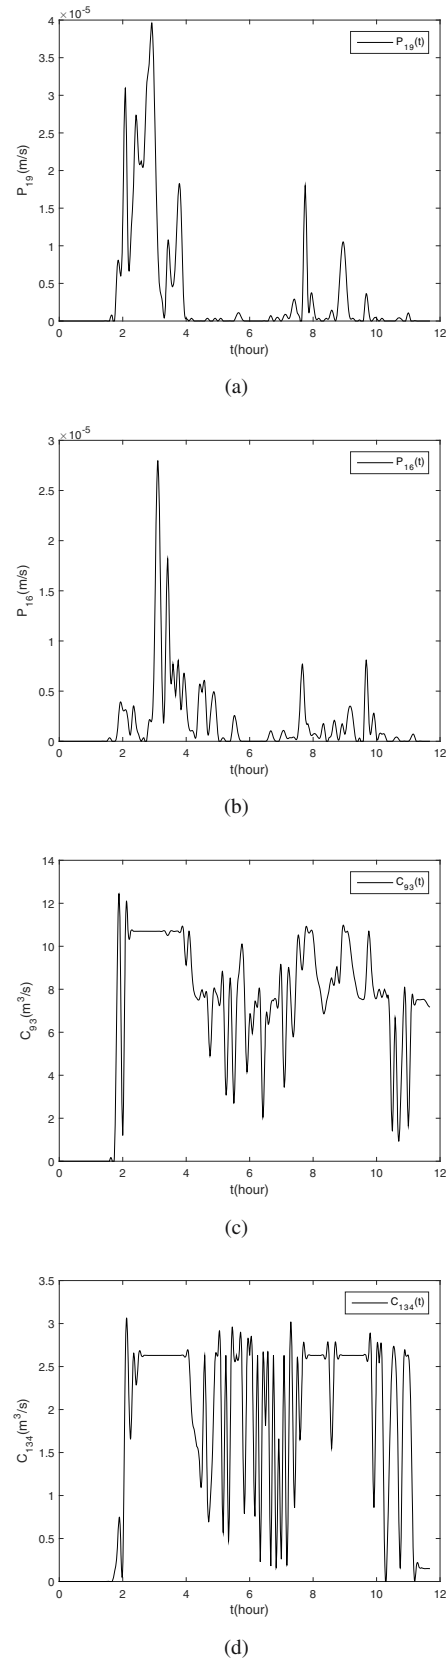 ×10⁻⁵
4
3.5
3
2.5
2
1.5
1
0.5
0
P₁₉(m/s)
P₁₉(t)
0 2 4 6 8 10 12
t(hour)
(a)
×10⁻⁵
3
2.5
2
1.5
1
0.5
0
P₁₆(m/s)
P₁₆(t)
0 2 4 6 8 10 12
t(hour)
(b)
14
12
10
8
6
4
2
0
C₉₃(m³/s)
C₉₃(t)
0 2 4 6 8 10 12
t(hour)
(c)
3.5
3
2.5
2
1.5
1
0.5
0
C₁₃₄(m³/s)
C₁₃₄(t)
0 2 4 6 8 10 12
t(hour)
(d)